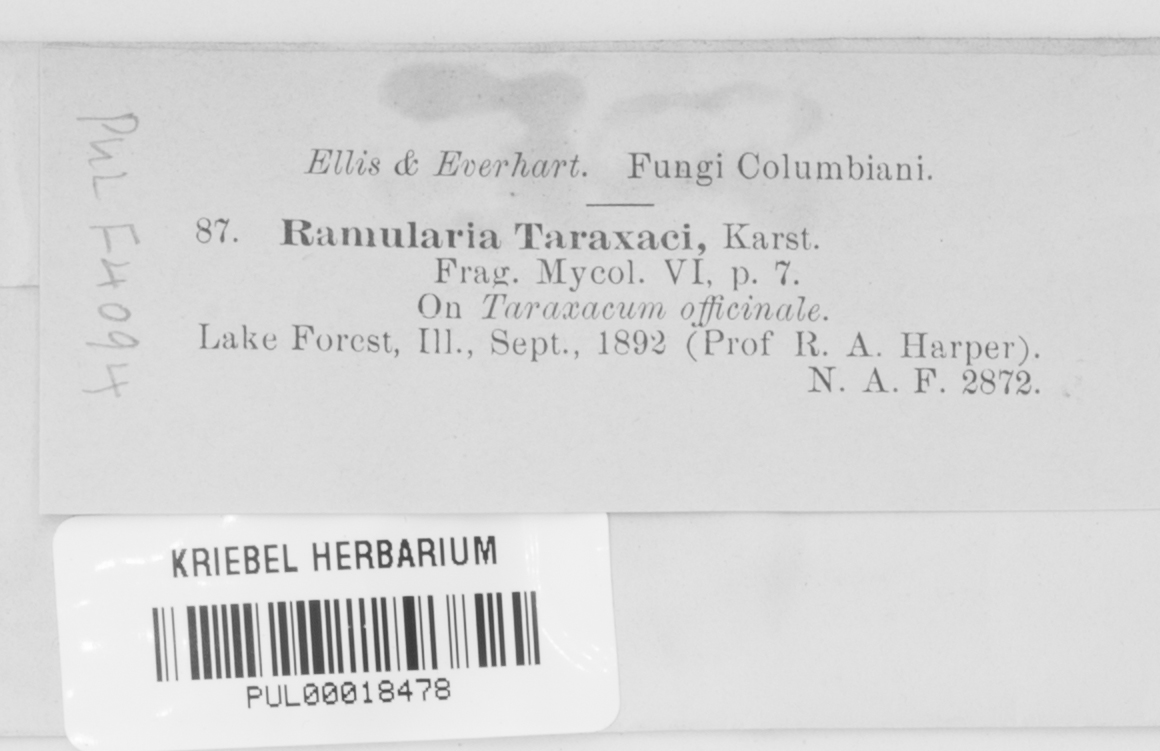 PUL F4094
Ellis & Everhart. Fungi Columbiani.
87. Ramularia Taraxaci, Karst.
Frag. Mycol. VI, p. 7.
On Taraxacum officinale.
Lake Forest, Ill., Sept., 1892 (Prof R. A. Harper).
N. A. F. 2872.
KRIEBEL HERBARIUM
PUL00018478